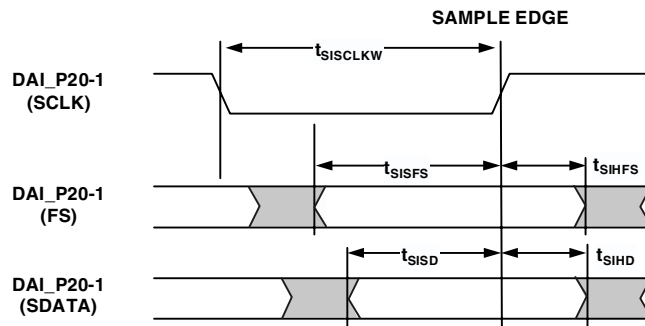 SAMPLE EDGE
tSISCLKW
DAI_P20-1
(SCLK)
tSISFS
tSIHFS
DAI_P20-1
(FS)
tSISD
tSIHD
DAI_P20-1
(SDATA)